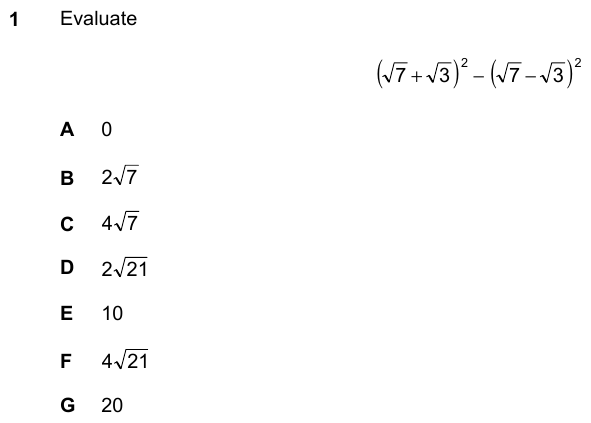 1 Evaluate
(√7 + √3)² − (√7 − √3)²
A 0
B 2√7
C 4√7
D 2√21
E 10
F 4√21
G 20